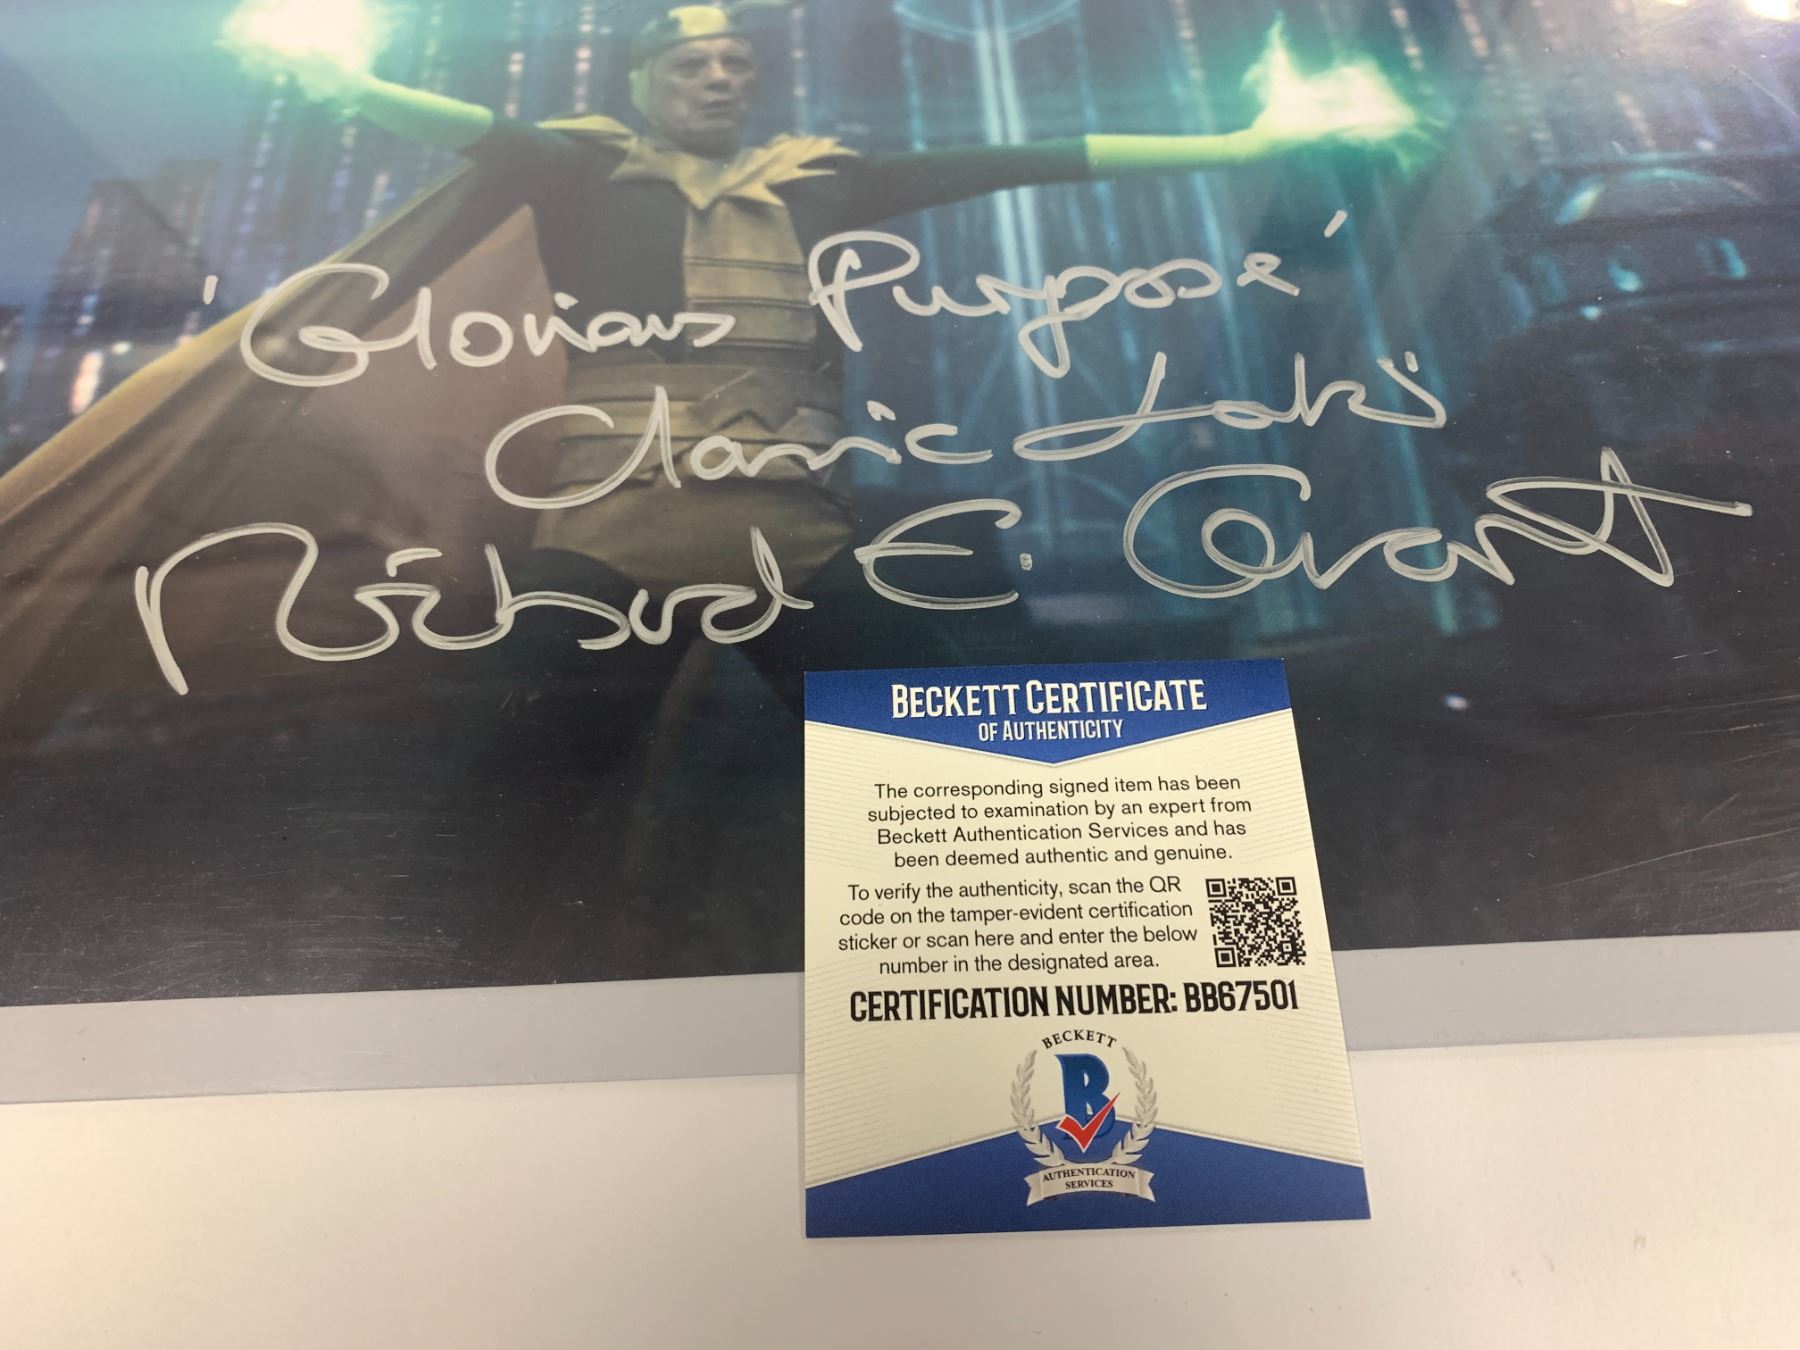 'Glorious Purpose'
Classic Loki
Richard E. Grant
BECKETT CERTIFICATE
OF AUTHENTICITY
The corresponding signed item has been
subjected to examination by an expert from
Beckett Authentication Services and has
been deemed authentic and genuine.
To verify the authenticity, scan the QR
code on the tamper-evident certification
sticker or scan here and enter the below
number in the designated area.
CERTIFICATION NUMBER: BB67501
BECKETT
B
AUTHENTICATION
SERVICES